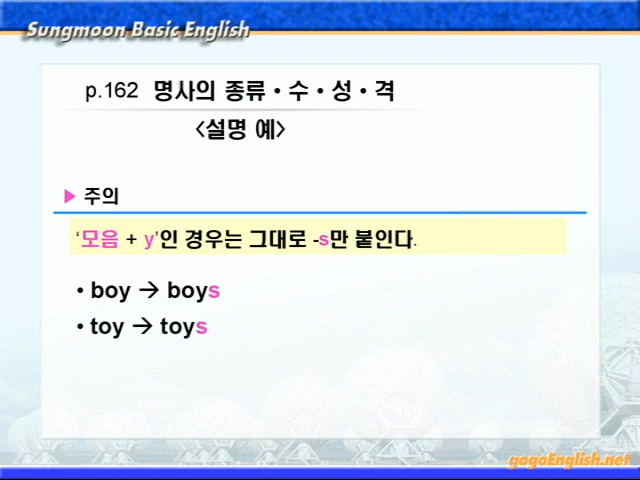 Sungmoon Basic English
p.162 명사의 종류 • 수 • 성 • 격
<설명 예>
▶ 주의
‘모음 + y’인 경우는 그대로 -s만 붙인다.
• boy → boys
• toy → toys
gogoEnglish.net